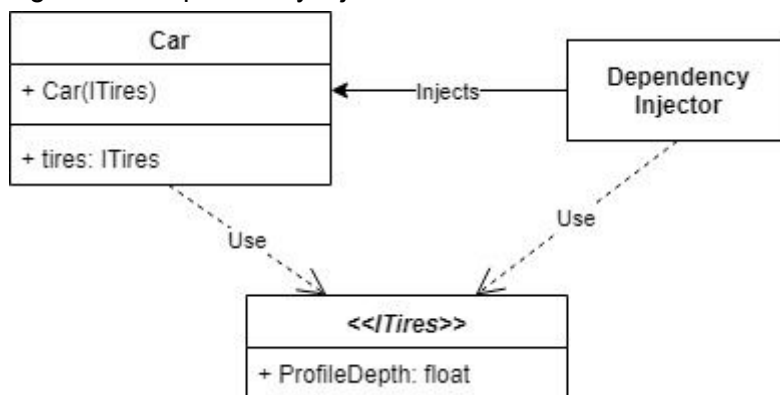 Car
+ Car(ITires)
+ tires: ITires
Injects
Dependency
Injector
Use
Use
<<ITires>>
+ ProfileDepth: float